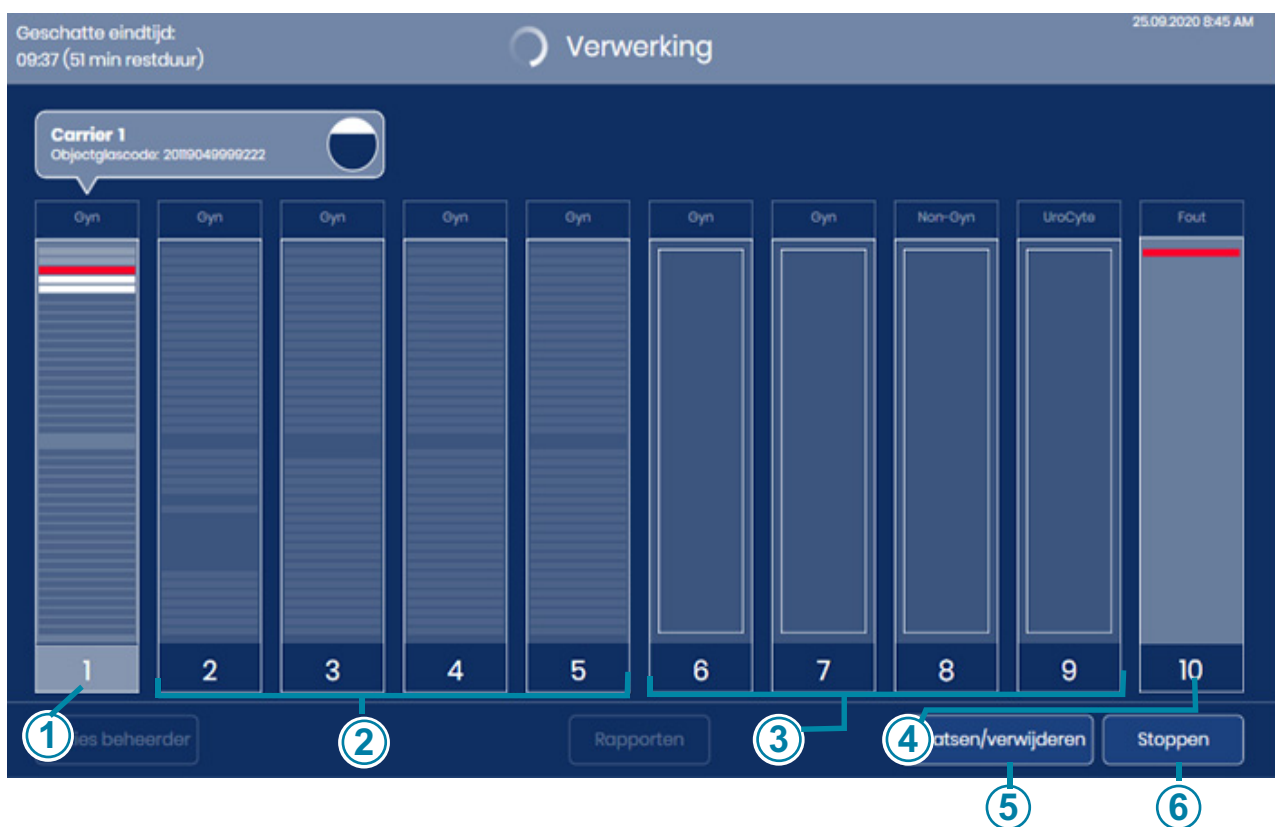 Geschatte eindtijd:
09:37 (51 min restduur)
Verwerking
25.09.2020 8:45 AM
Carrier 1
Objectglascode: 20119049999222
Gyn Gyn Gyn Gyn Gyn Gyn Gyn Non-Gyn UroCyte Fout
1 2 3 4 5 6 7 8 9 10
1 2 3 4
beheerder Rapporten atsen/verwijderen Stoppen
5 6